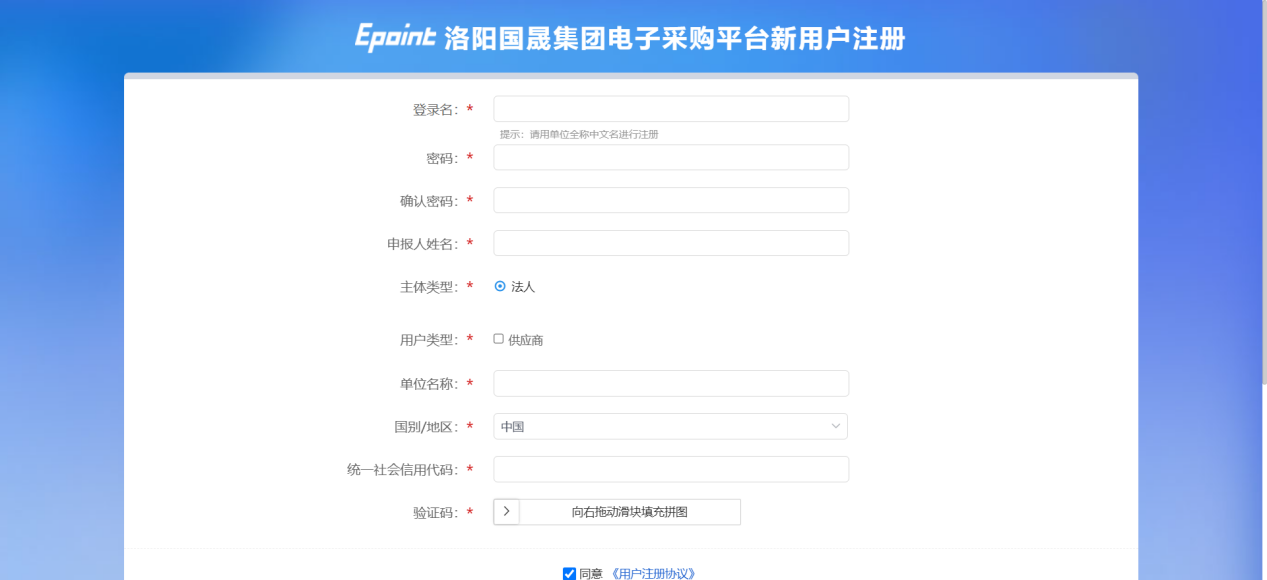 Epoint 洛阳国晟集团电子采购平台新用户注册
登录名：*
提示：请用单位全称中文名进行注册
密码：*
确认密码：*
申报人姓名：*
主体类型：* 法人
用户类型：* 供应商
单位名称：*
国别/地区：* 中国
统一社会信用代码：*
验证码：* 向右拖动滑块填充拼图
同意 《用户注册协议》